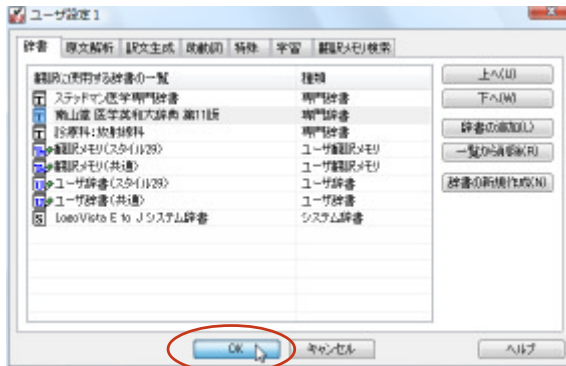 ユーザ設定1
辞書 原文解析 訳文生成 助動詞 特殊 学習 翻訳メモリ検索
翻訳に使用する辞書の一覧 種類
ステッドマン医学専門辞書 専門辞書
南山堂 医学英和大辞典 第11版 専門辞書
診療科:放射線科 専門辞書
翻訳メモリ(スタイル29) ユーザ翻訳メモリ
翻訳メモリ(共通) ユーザ翻訳メモリ
ユーザ辞書(スタイル29) ユーザ辞書
ユーザ辞書(共通) ユーザ辞書
LogoVista E to J システム辞書 システム辞書
上へ(U)
下へ(W)
辞書の追加(L)
一覧から削除(R)
辞書の新規作成(N)
OK キャンセル ヘルプ